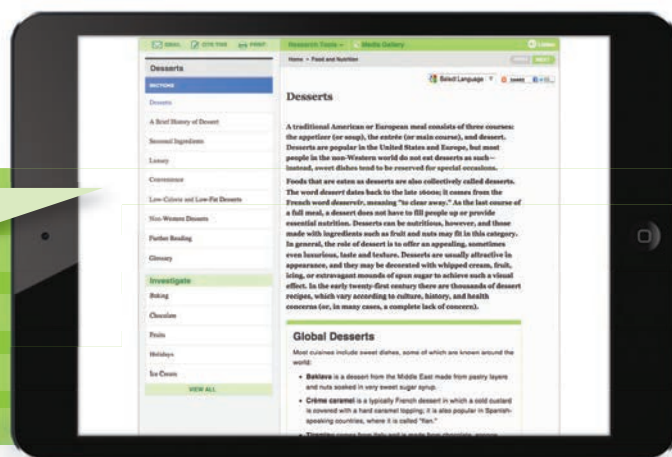 EMAIL CITE THIS PRINT Research Tools Media Gallery Listen
Home • Food and Nutrition NEXT
Select Language SHARE
Desserts
SECTIONS
Desserts
A Brief History of Dessert
Seasonal Ingredients
Luxury
Convenience
Low-Calorie and Low-Fat Desserts
Non-Western Desserts
Further Reading
Glossary
Investigate
Baking
Chocolate
Fruits
Holidays
Ice Cream
VIEW ALL
Desserts
A traditional American or European meal consists of three courses:
the appetizer (or soup), the entrée (or main course), and dessert.
Desserts are popular in the United States and Europe, but most
people in the non-Western world do not eat desserts as such—
instead, sweet dishes tend to be reserved for special occasions.
Foods that are eaten as desserts are also collectively called desserts.
The word dessert dates back to the late 1600s; it comes from the
French word desservir, meaning "to clear away." As the last course of
a full meal, a dessert does not have to fill people up or provide
essential nutrition. Desserts can be nutritious, however, and those
made with ingredients such as fruit and nuts may fit in this category.
In general, the role of dessert is to offer an appealing, sometimes
even luxurious, taste and texture. Desserts are usually attractive in
appearance, and they may be decorated with whipped cream, fruit,
icing, or extravagant mounds of spun sugar to achieve such a visual
effect. In the early twenty-first century there are thousands of dessert
recipes, which vary according to culture, history, and health
concerns (or, in many cases, a complete lack of concern).
Global Desserts
Most cuisines include sweet dishes, some of which are known around the
world:
• Baklava is a dessert from the Middle East made from pastry layers
and nuts soaked in very sweet sugar syrup.
• Crème caramel is a typically French dessert in which a cold custard
is covered with a hard caramel topping; it is also popular in Spanish-
speaking countries, where it is called "flan."